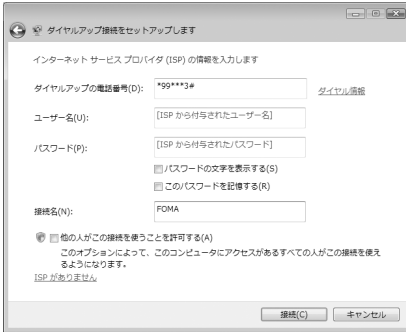 ダイヤルアップ接続をセットアップします
インターネット サービス プロバイダ (ISP) の情報を入力します
ダイヤルアップの電話番号(D):
*99***3#
ダイヤル情報
ユーザー名(U):
[ISP から付与されたユーザー名]
パスワード(P):
[ISP から付与されたパスワード]
パスワードの文字を表示する(S)
このパスワードを記憶する(R)
接続名(N):
FOMA
他の人がこの接続を使うことを許可する(A)
このオプションによって、このコンピュータにアクセスがあるすべての人がこの接続を使え
るようになります。
ISP がありません
接続(C)
キャンセル